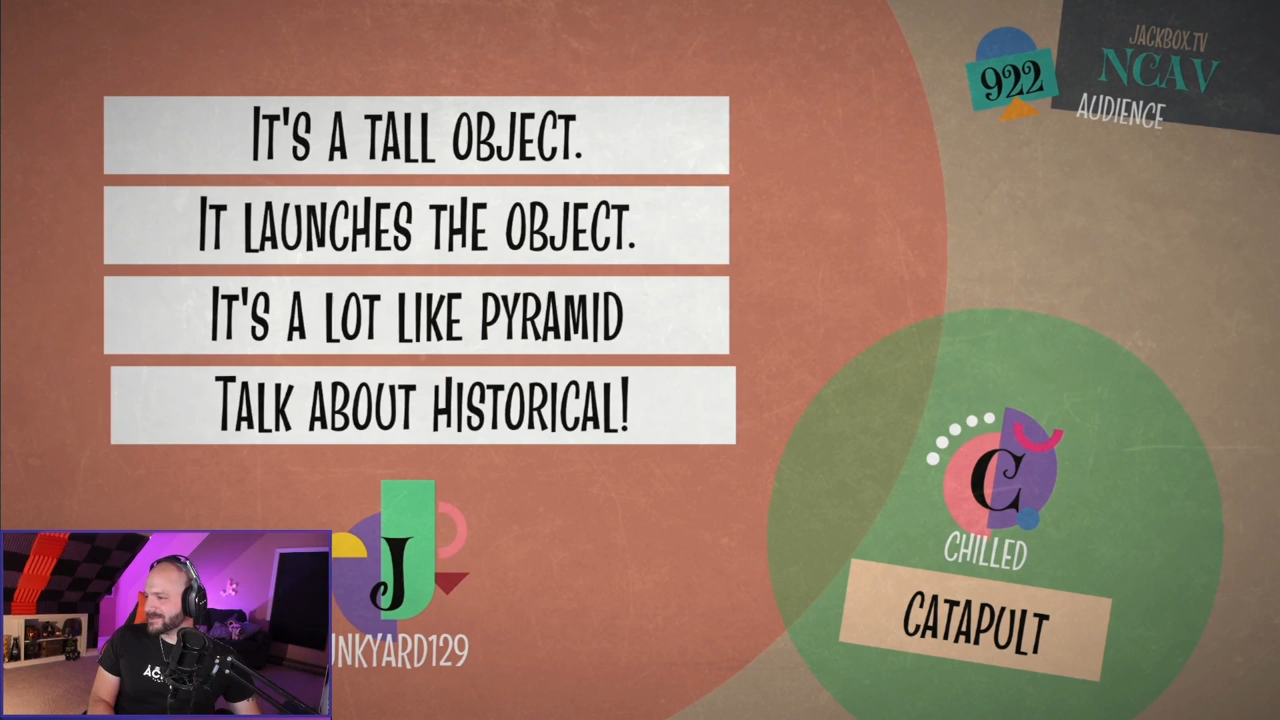 JACKBOX.TV
NCAV
922
AUDIENCE
IT'S A TALL OBJECT.
IT LAUNCHES THE OBJECT.
IT'S A LOT LIKE PYRAMID
TALK ABOUT HISTORICAL!
C
CHILLED
CATAPULT
J
NKYARD129